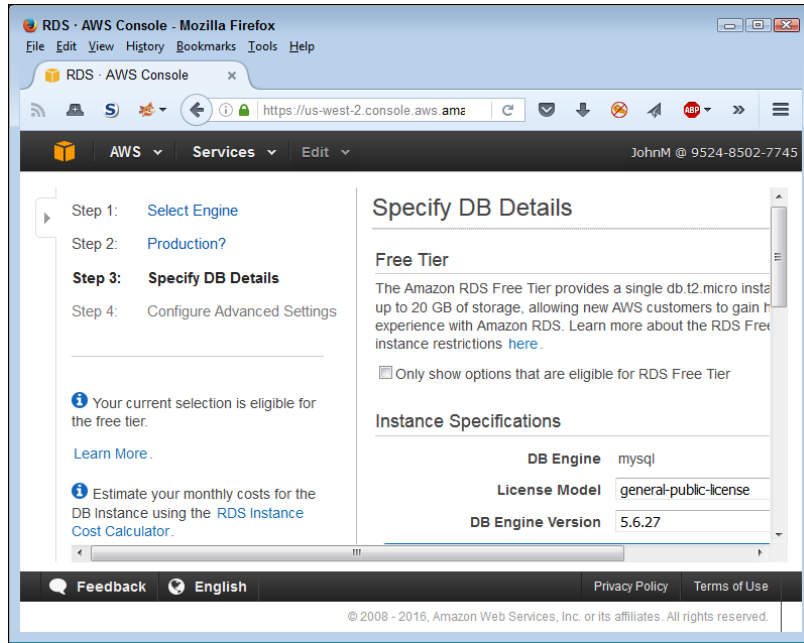 RDS · AWS Console - Mozilla Firefox
File Edit View History Bookmarks Tools Help
RDS · AWS Console ×
S) i https://us-west-2.console.aws.ama ABP »
AWS Services Edit JohnM @ 9524-8502-7745
Step 1: Select Engine
Step 2: Production?
Step 3: Specify DB Details
Step 4: Configure Advanced Settings
i Your current selection is eligible for
the free tier.
Learn More.
i Estimate your monthly costs for the
DB Instance using the RDS Instance
Cost Calculator.
Specify DB Details
Free Tier
The Amazon RDS Free Tier provides a single db.t2.micro insta
up to 20 GB of storage, allowing new AWS customers to gain h
experience with Amazon RDS. Learn more about the RDS Free
instance restrictions here.
Only show options that are eligible for RDS Free Tier
Instance Specifications
DB Engine mysql
License Model general-public-license
DB Engine Version 5.6.27
Feedback English Privacy Policy Terms of Use
© 2008 - 2016, Amazon Web Services, Inc. or its affiliates. All rights reserved.